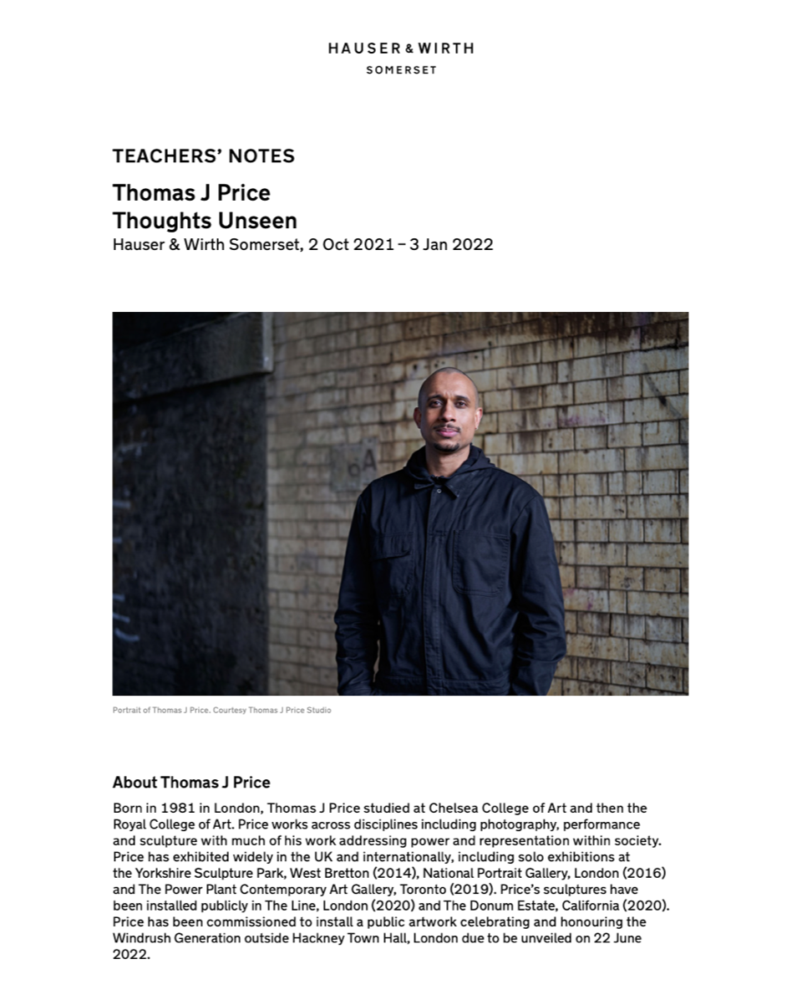 HAUSER & WIRTH
SOMERSET
TEACHERS’ NOTES
Thomas J Price
Thoughts Unseen
Hauser & Wirth Somerset, 2 Oct 2021 – 3 Jan 2022
Portrait of Thomas J Price. Courtesy Thomas J Price Studio
About Thomas J Price
Born in 1981 in London, Thomas J Price studied at Chelsea College of Art and then the
Royal College of Art. Price works across disciplines including photography, performance
and sculpture with much of his work addressing power and representation within society.
Price has exhibited widely in the UK and internationally, including solo exhibitions at
the Yorkshire Sculpture Park, West Bretton (2014), National Portrait Gallery, London (2016)
and The Power Plant Contemporary Art Gallery, Toronto (2019). Price’s sculptures have
been installed publicly in The Line, London (2020) and The Donum Estate, California (2020).
Price has been commissioned to install a public artwork celebrating and honouring the
Windrush Generation outside Hackney Town Hall, London due to be unveiled on 22 June
2022.